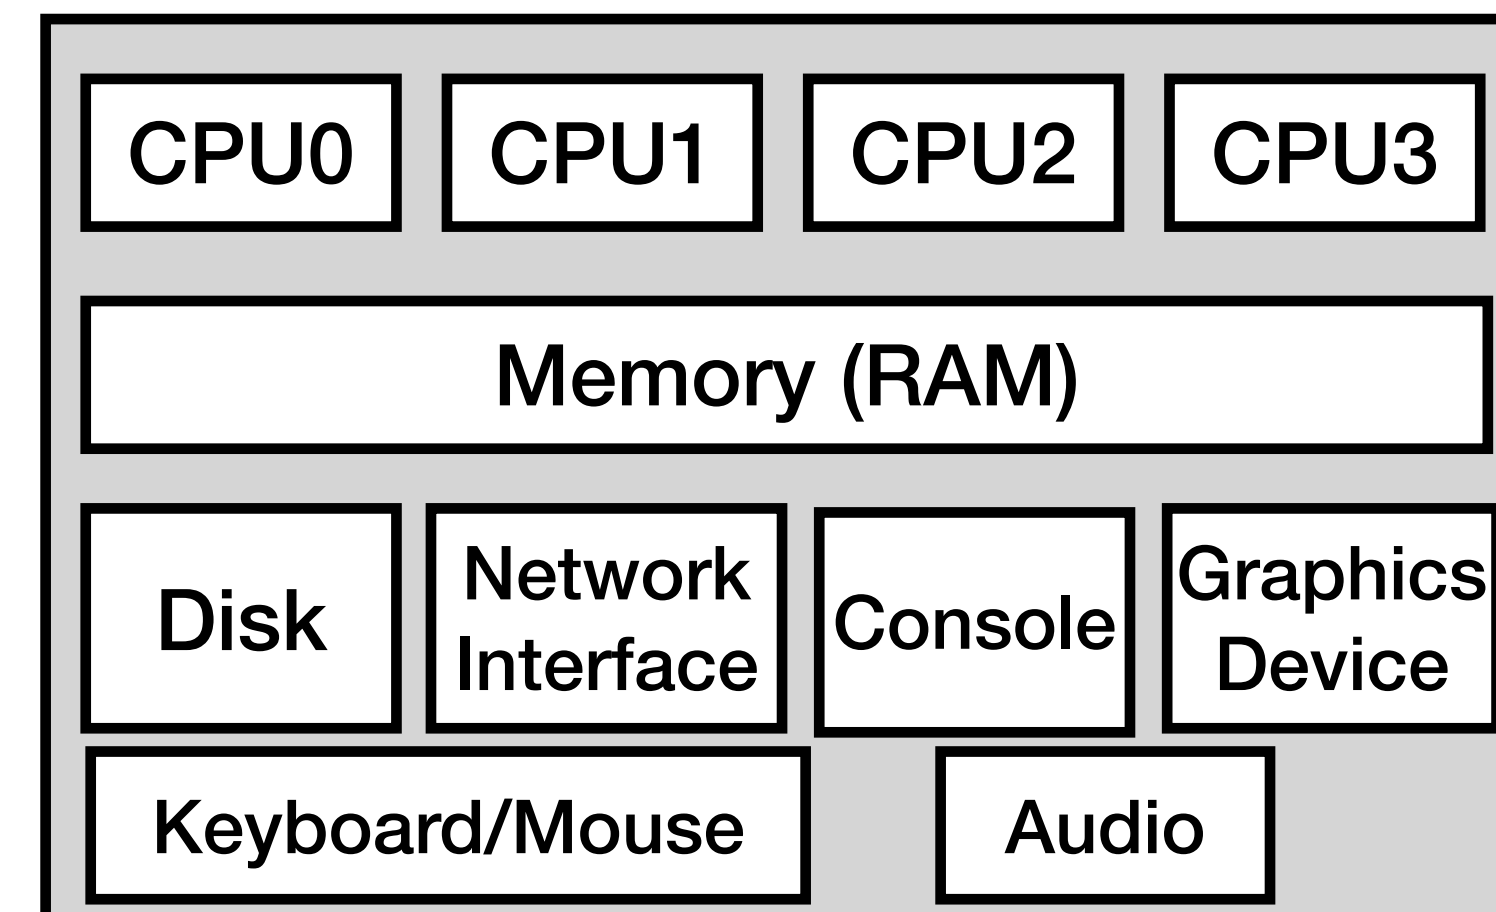 CPU0
CPU1
CPU2
CPU3
Memory (RAM)
Disk
Network
Interface
Console
Graphics
Device
Keyboard/Mouse
Audio